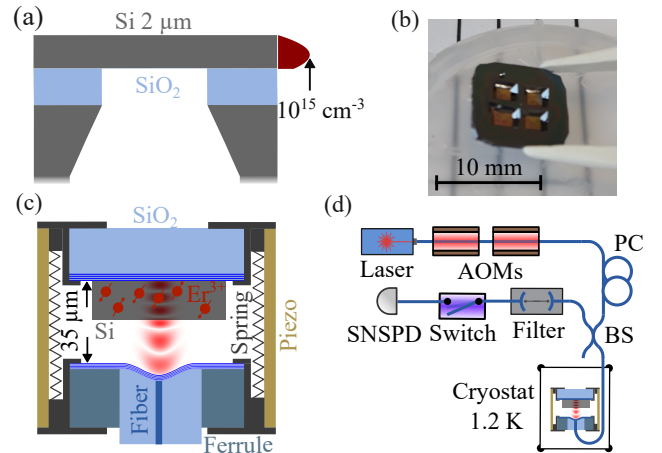 (a)
Si 2 µm
SiO2
10^15 cm-3
(b)
10 mm
(c)
SiO2
Er3+
Si
35 µm
Spring
Piezo
Fiber
Ferrule
(d)
Laser
AOMs
PC
SNSPD
Switch
Filter
BS
Cryostat
1.2 K